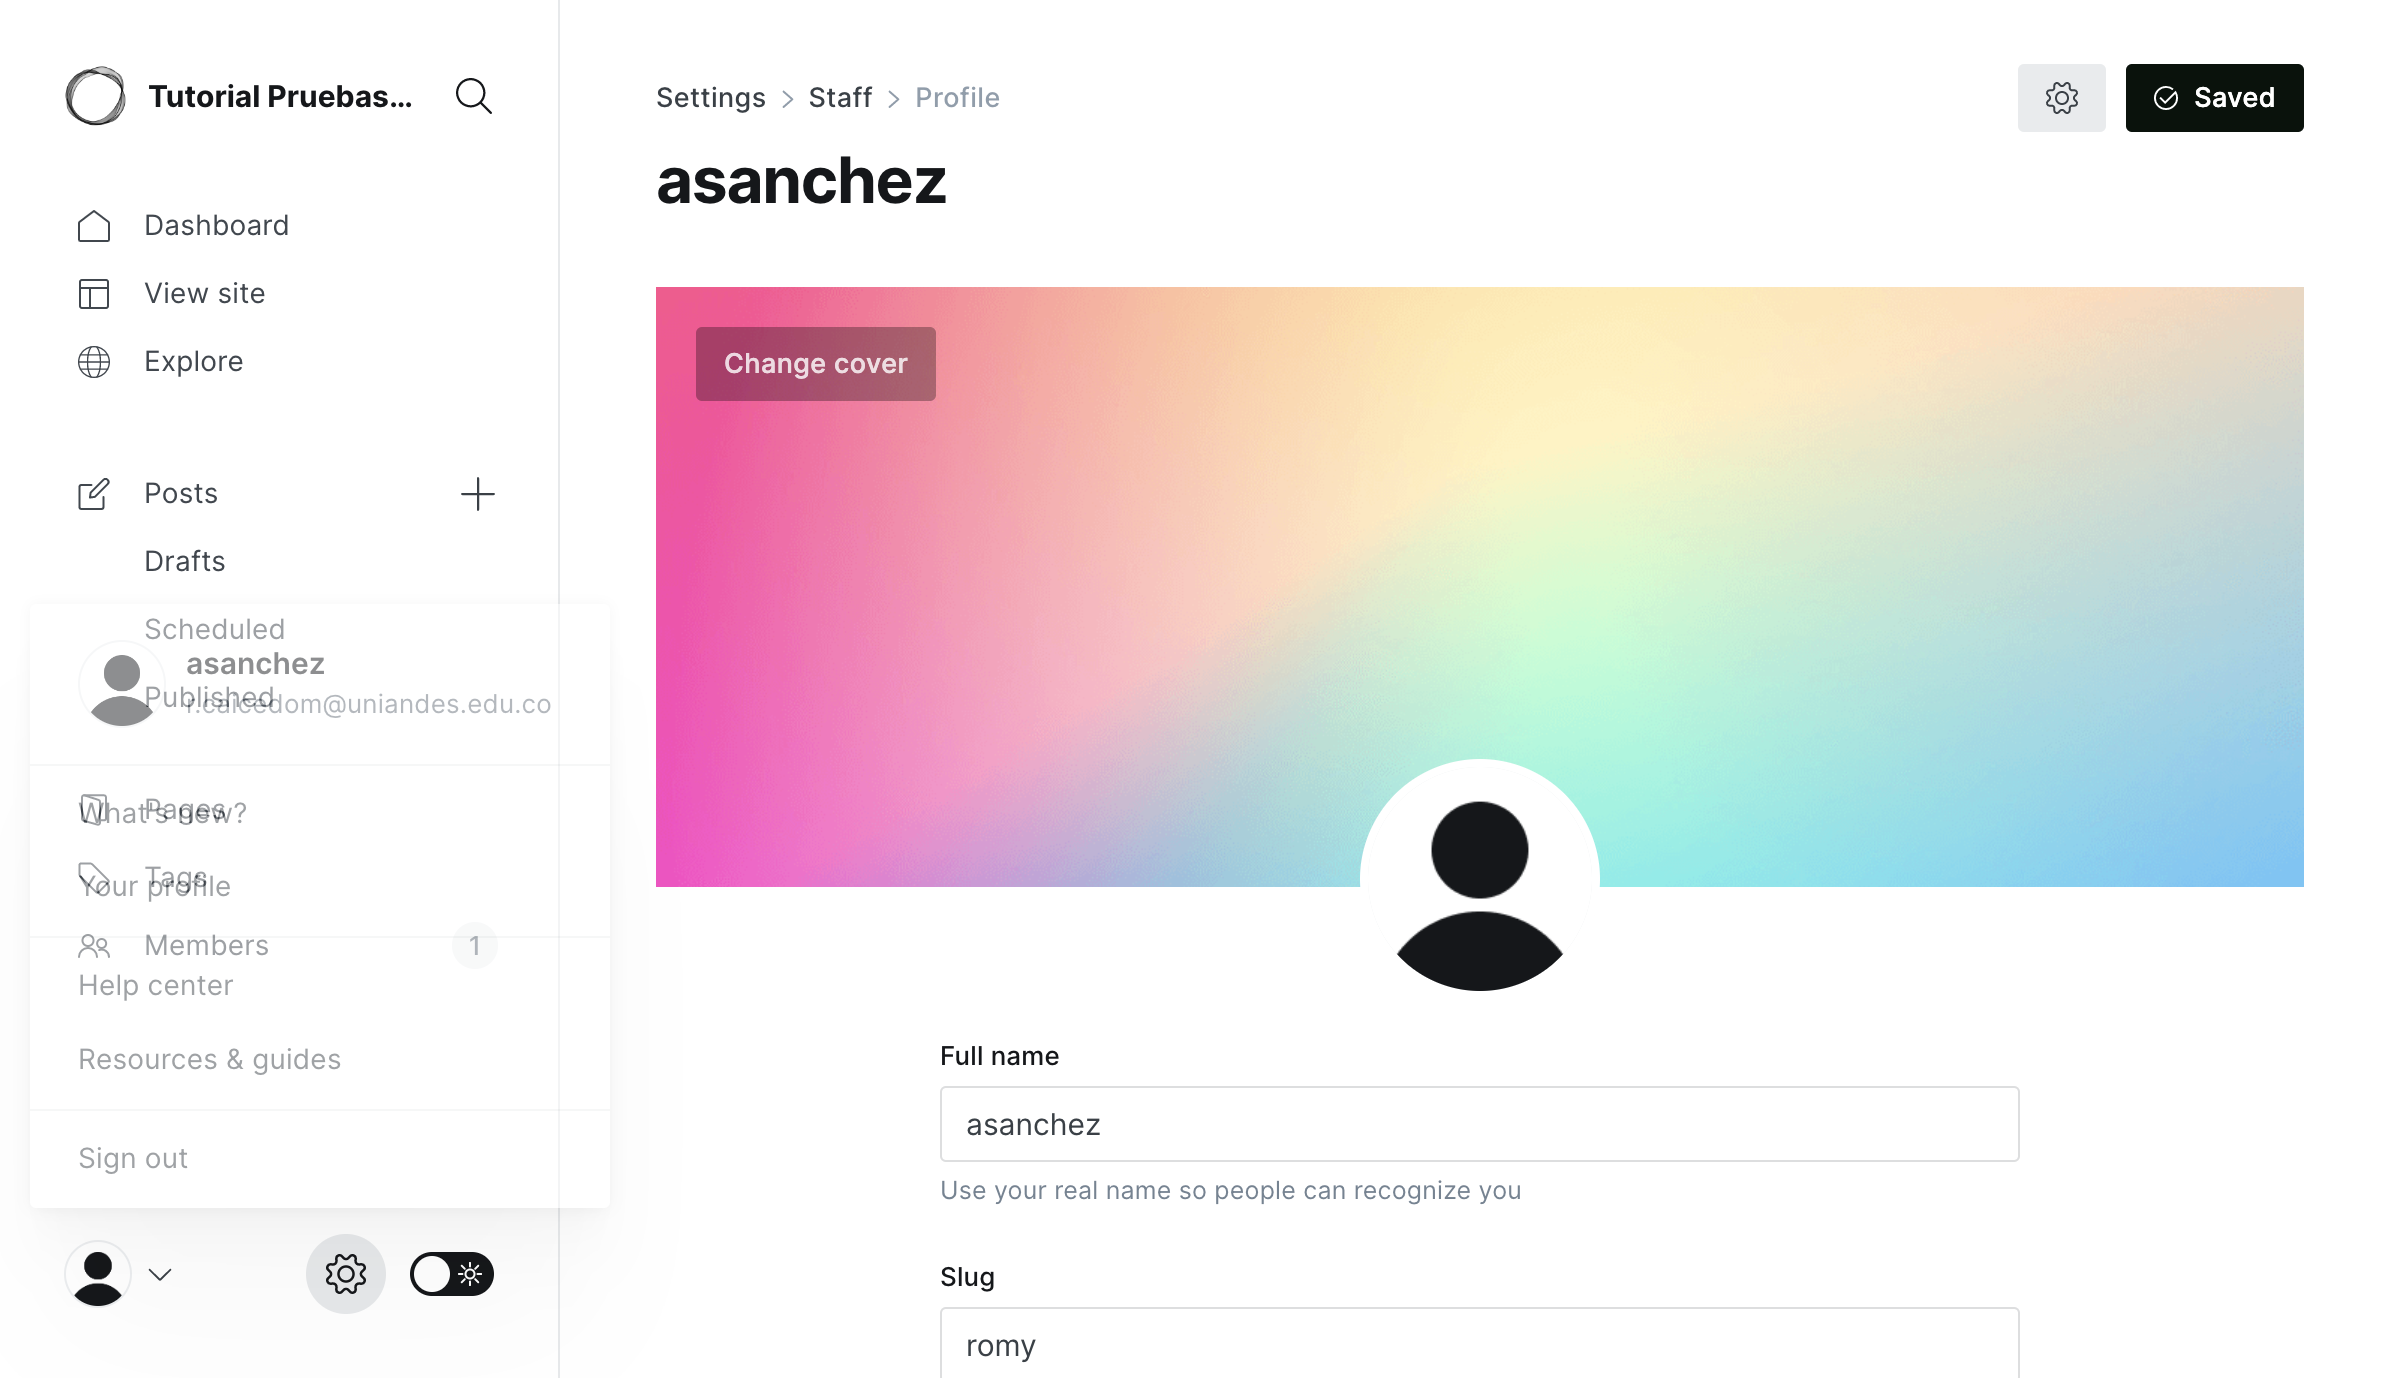 Tutorial Pruebas...
Dashboard
View site
Explore
Posts
Drafts
Scheduled
asanchez
Published
r.caicedom@uniandes.edu.co
Pages
What's new?
Tags
Your profile
Members 1
Help center
Resources & guides
Sign out
Settings > Staff > Profile
Saved
asanchez
Change cover
Full name
asanchez
Use your real name so people can recognize you
Slug
romy